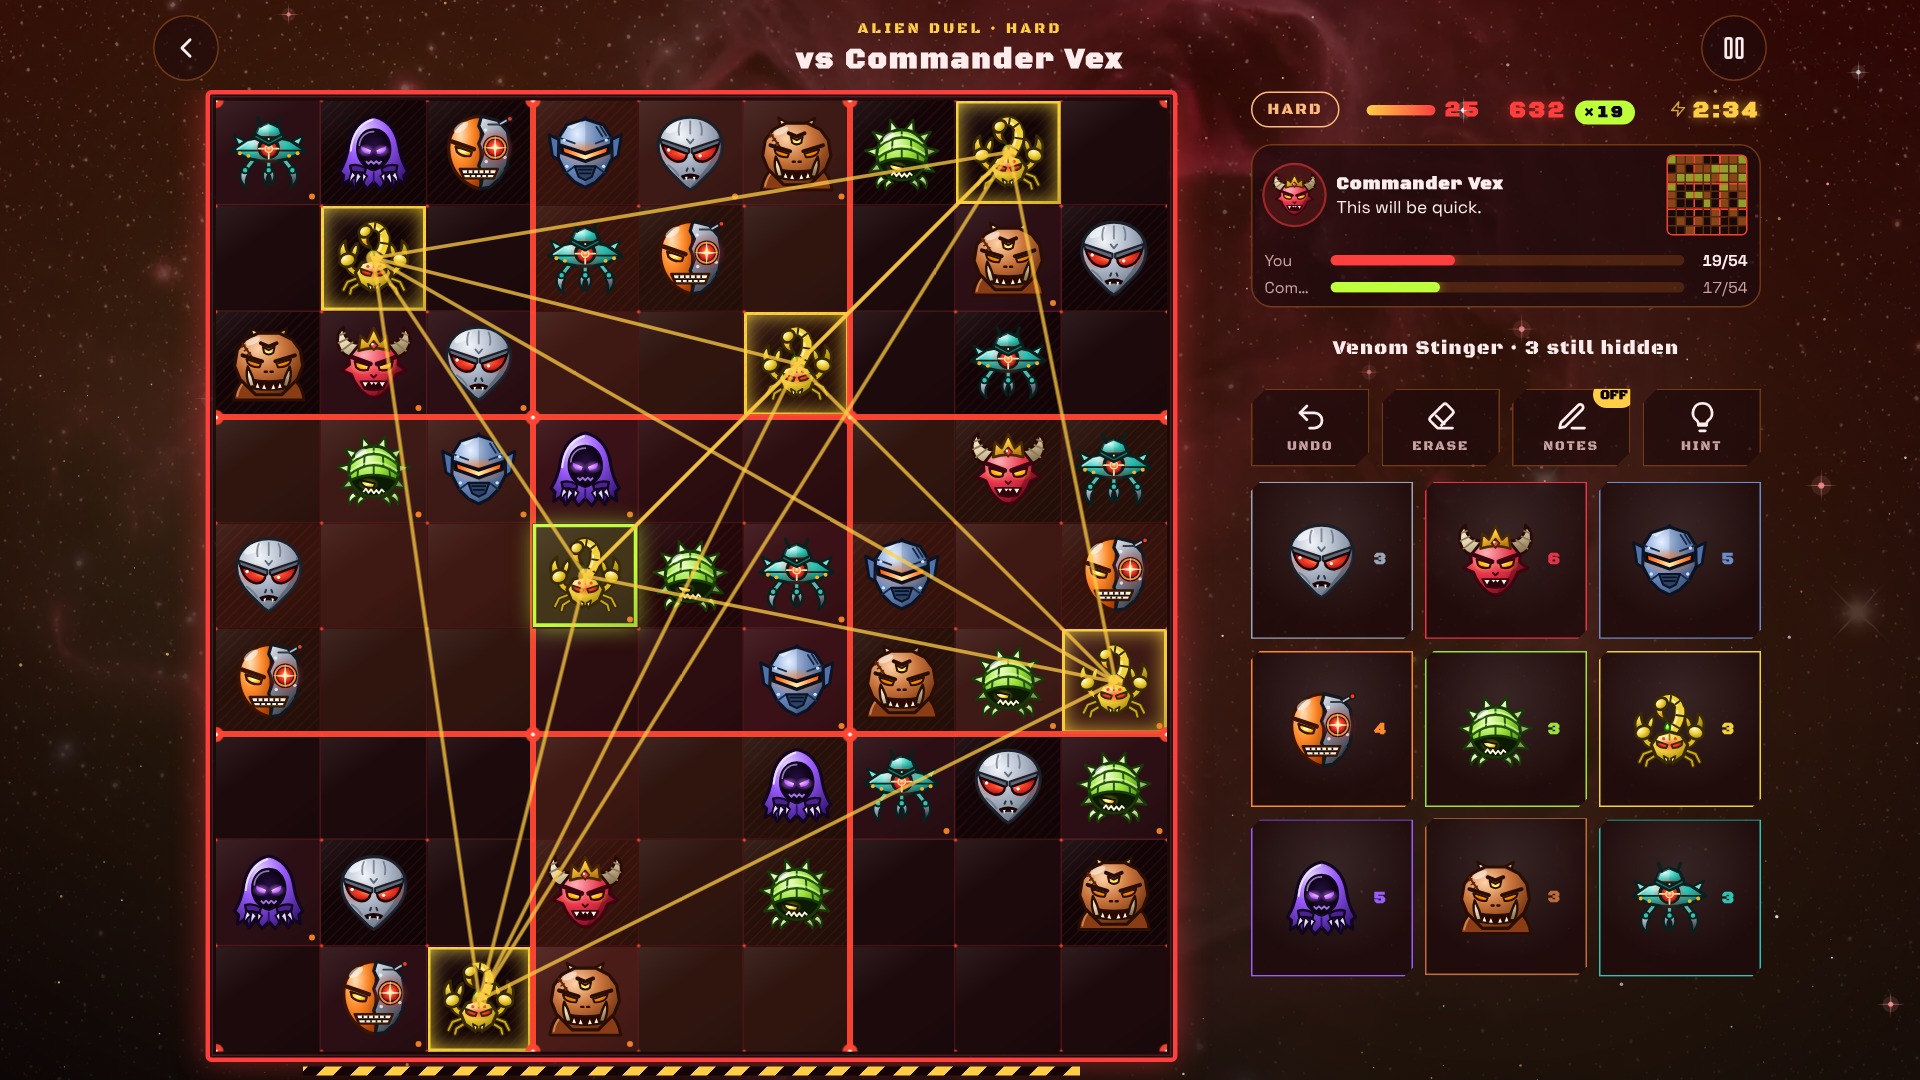 ALIEN DUEL · HARD
vs Commander Vex
HARD 25 632 ×19 2:34
Commander Vex
This will be quick.
You 19/54
Com... 17/54
Venom Stinger · 3 still hidden
OFF
UNDO ERASE NOTES HINT
3 6 5
4 3 3
5 3 3